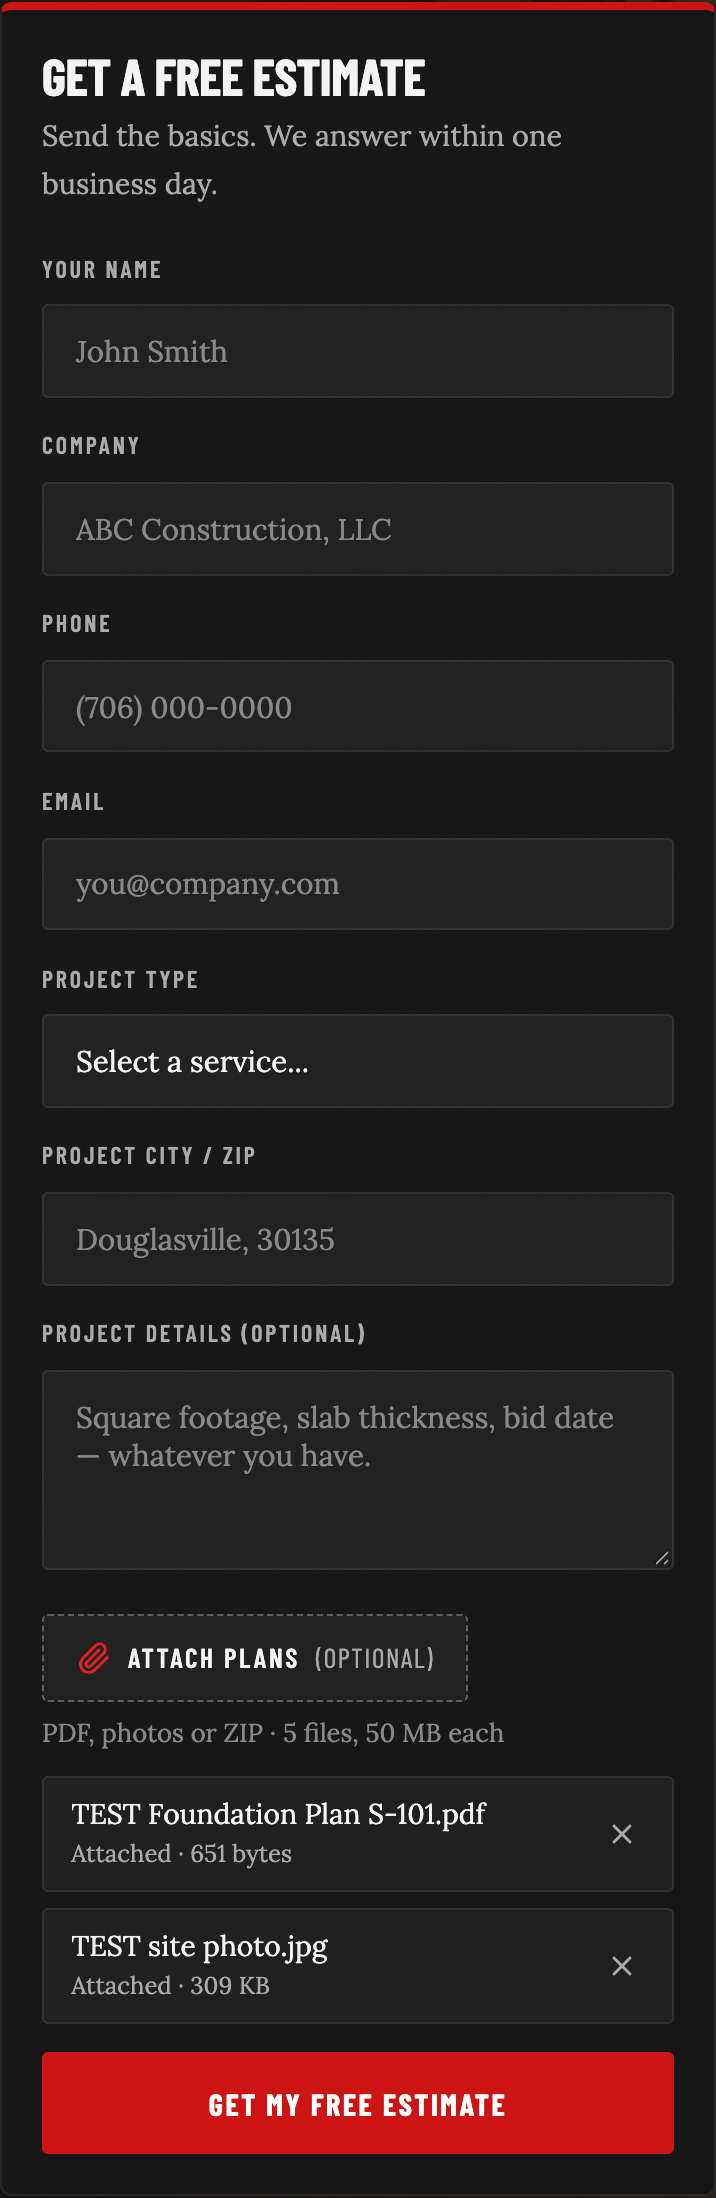 GET A FREE ESTIMATE
Send the basics. We answer within one
business day.
YOUR NAME
John Smith
COMPANY
ABC Construction, LLC
PHONE
(706) 000-0000
EMAIL
you@company.com
PROJECT TYPE
Select a service...
PROJECT CITY / ZIP
Douglasville, 30135
PROJECT DETAILS (OPTIONAL)
Square footage, slab thickness, bid date
— whatever you have.
ATTACH PLANS (OPTIONAL)
PDF, photos or ZIP · 5 files, 50 MB each
TEST Foundation Plan S-101.pdf
Attached · 651 bytes
TEST site photo.jpg
Attached · 309 KB
GET MY FREE ESTIMATE